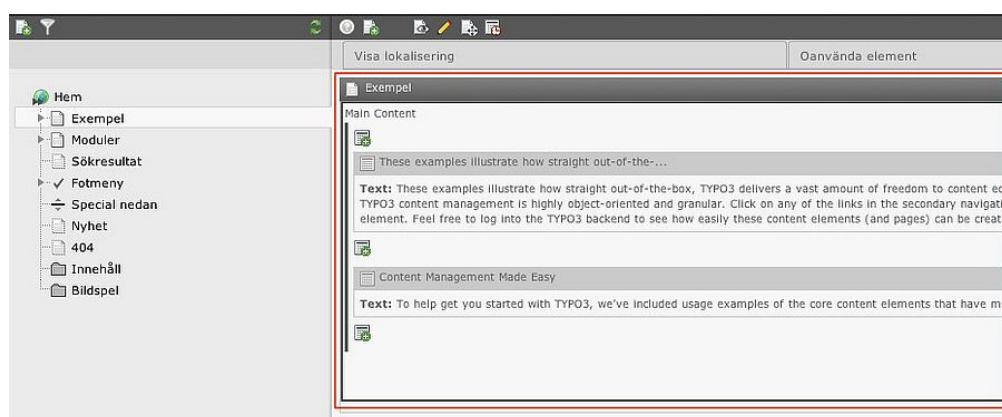 Visa lokalisering
Oanvända element
Hem
Exempel
Moduler
Sökresultat
Fotmeny
Special nedan
Nyhet
404
Innehåll
Bildspel
Exempel
Main Content
These examples illustrate how straight out-of-the-...
Text: These examples illustrate how straight out-of-the-box, TYPO3 delivers a vast amount of freedom to content ec
TYPO3 content management is highly object-oriented and granular. Click on any of the links in the secondary navigati
element. Feel free to log into the TYPO3 backend to see how easily these content elements (and pages) can be creat
Content Management Made Easy
Text: To help get you started with TYPO3, we've included usage examples of the core content elements that have m